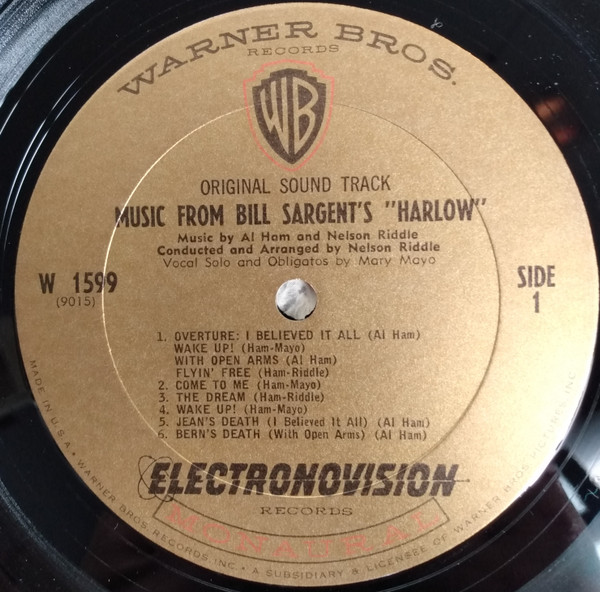 WARNER BROS.
RECORDS
WB
ORIGINAL SOUND TRACK
MUSIC FROM BILL SARGENT'S "HARLOW"
Music by Al Ham and Nelson Riddle
Conducted and Arranged by Nelson Riddle
Vocal Solo and Obligatos by Mary Mayo
W 1599
(9015)
SIDE
1
1. OVERTURE: I BELIEVED IT ALL (Al Ham)
WAKE UP! (Ham-Mayo)
WITH OPEN ARMS (Al Ham)
FLYIN' FREE (Ham-Riddle)
2. COME TO ME (Ham-Mayo)
3. THE DREAM (Ham-Riddle)
4. WAKE UP! (Ham-Mayo)
5. JEAN'S DEATH (I Believed It All) (Al Ham)
6. BERN'S DEATH (With Open Arms) (Al Ham)
ELECTRONOVISION
RECORDS
MONAURAL
MADE IN U.S.A. • WARNER BROS. RECORDS INC. • A SUBSIDIARY & LICENSEE OF WARNER BROS. PICTURES, INC.